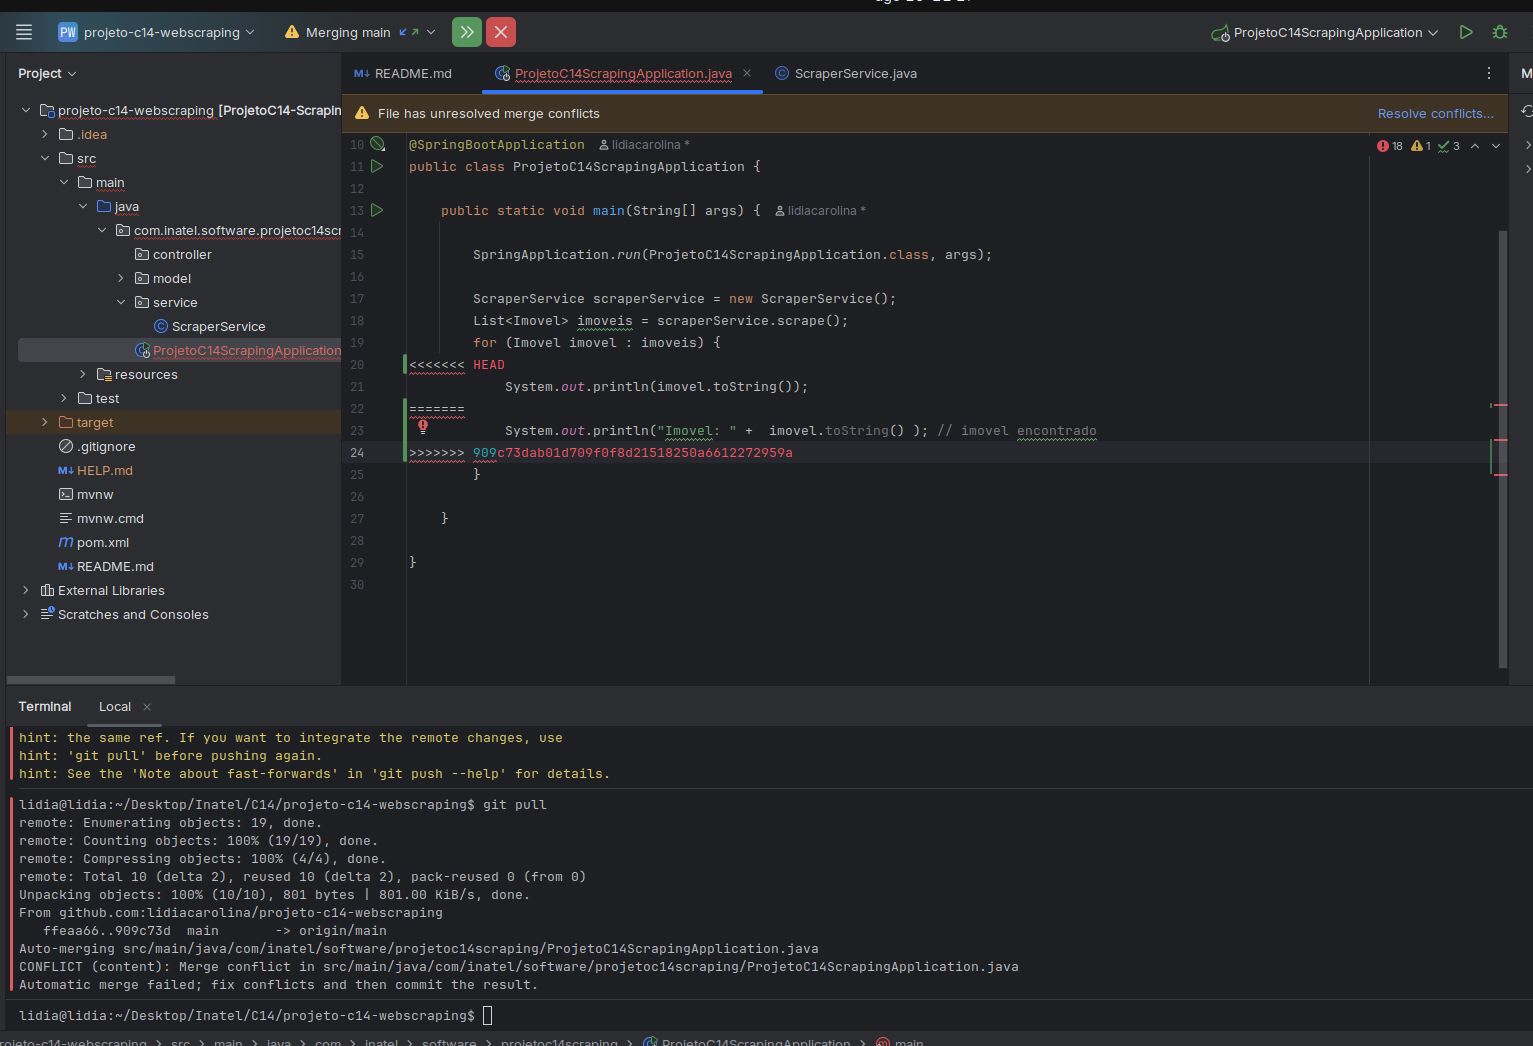 PW projeto-c14-webscraping
Merging main
ProjetoC14ScrapingApplication
Project
README.md
ProjetoC14ScrapingApplication.java
ScraperService.java
File has unresolved merge conflicts
Resolve conflicts...
projeto-c14-webscraping [ProjetoC14-Scrapin
.idea
src
main
java
com.inatel.software.projetoc14scr
controller
model
service
ScraperService
ProjetoC14ScrapingApplication
resources
test
target
.gitignore
HELP.md
mvnw
mvnw.cmd
pom.xml
README.md
External Libraries
Scratches and Consoles
18 1 3
10 @SpringBootApplication lidiacarolina *
11 public class ProjetoC14ScrapingApplication {
12
13 public static void main(String[] args) { lidiacarolina *
14
15 SpringApplication.run(ProjetoC14ScrapingApplication.class, args);
16
17 ScraperService scraperService = new ScraperService();
18 List<Imovel> imoveis = scraperService.scrape();
19 for (Imovel imovel : imoveis) {
20 <<<<<<< HEAD
21 System.out.println(imovel.toString());
22 =======
23 System.out.println("Imovel: " + imovel.toString() ); // imovel encontrado
24 >>>>>>> 909c73dab01d709f0f8d21518250a6612272959a
25 }
26
27 }
28
29 }
30
Terminal Local
hint: the same ref. If you want to integrate the remote changes, use
hint: 'git pull' before pushing again.
hint: See the 'Note about fast-forwards' in 'git push --help' for details.
lidia@lidia:~/Desktop/Inatel/C14/projeto-c14-webscraping$ git pull
remote: Enumerating objects: 19, done.
remote: Counting objects: 100% (19/19), done.
remote: Compressing objects: 100% (4/4), done.
remote: Total 10 (delta 2), reused 10 (delta 2), pack-reused 0 (from 0)
Unpacking objects: 100% (10/10), 801 bytes | 801.00 KiB/s, done.
From github.com:lidiacarolina/projeto-c14-webscraping
ffeaa66..909c73d main -> origin/main
Auto-merging src/main/java/com/inatel/software/projetoc14scraping/ProjetoC14ScrapingApplication.java
CONFLICT (content): Merge conflict in src/main/java/com/inatel/software/projetoc14scraping/ProjetoC14ScrapingApplication.java
Automatic merge failed; fix conflicts and then commit the result.
lidia@lidia:~/Desktop/Inatel/C14/projeto-c14-webscraping$
rojeto-c14-webscraping > src > main > java > com > inatel > software > projetoc14scraping > ProjetoC14ScrapingApplication > main